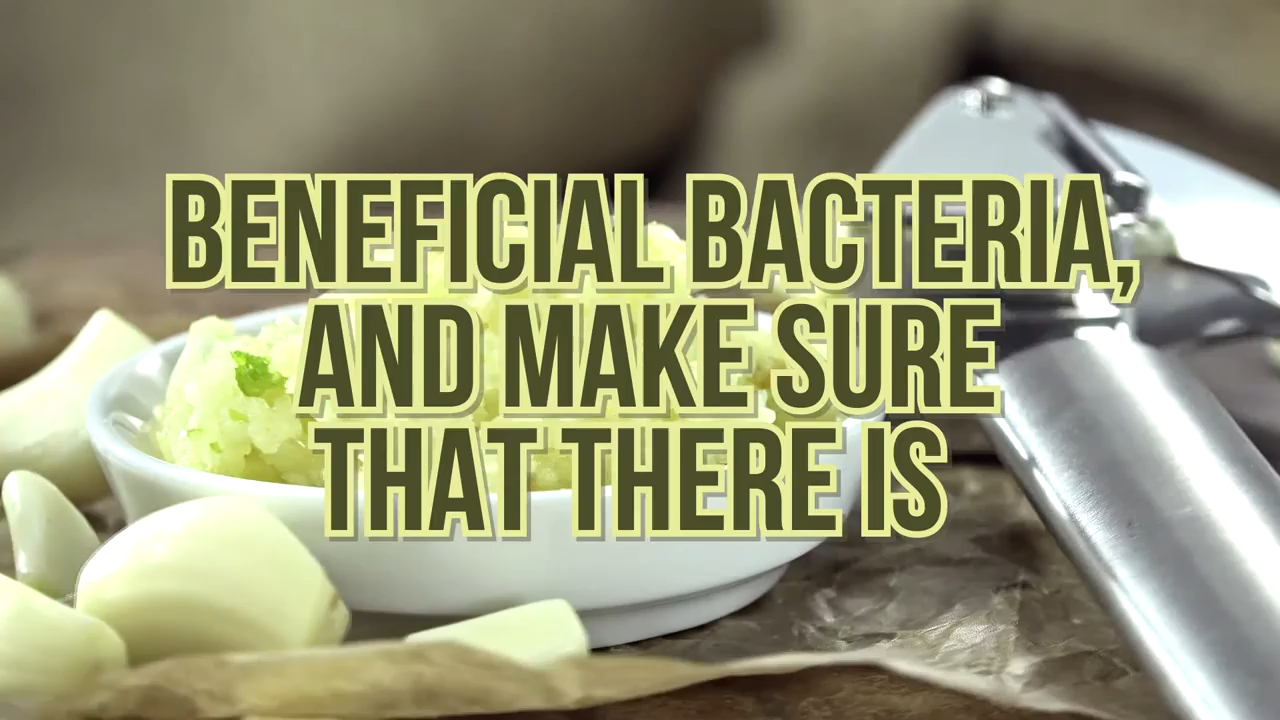 BENEFICIAL BACTERIA,
AND MAKE SURE
THAT THERE IS